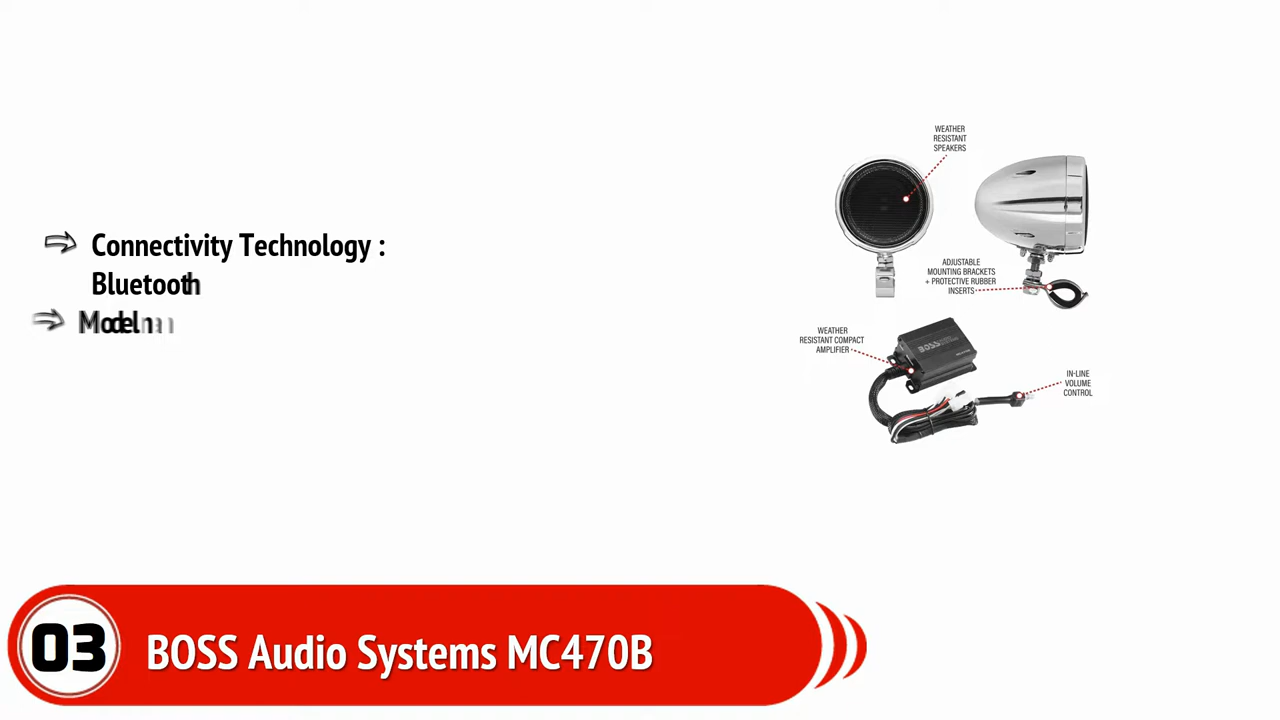 WEATHER
RESISTANT
SPEAKERS
Connectivity Technology :
Bluetooth
Model
ADJUSTABLE
MOUNTING BRACKETS
+ PROTECTIVE RUBBER
INSERTS
WEATHER
RESISTANT COMPACT
AMPLIFIER
BOSS
IN-LINE
VOLUME
CONTROL
03
BOSS Audio Systems MC470B